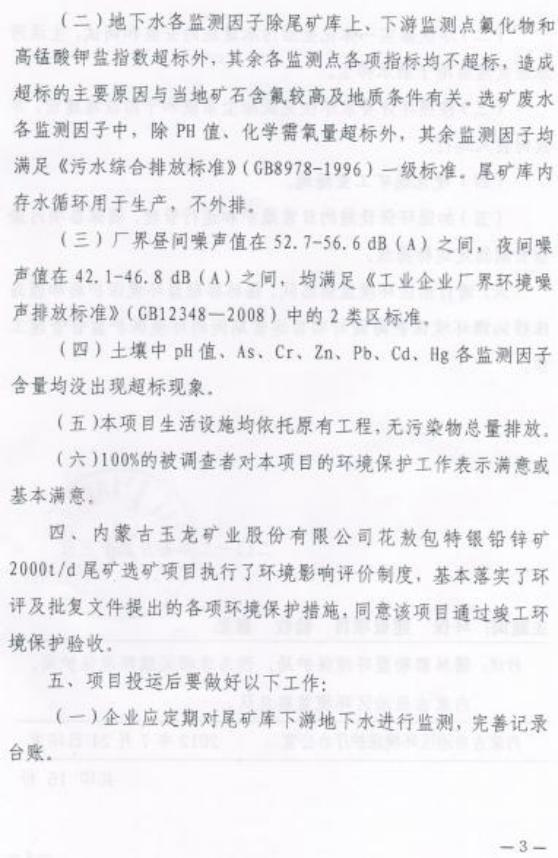 （二）地下水各监测因子除尾矿库上、下游监测点氟化物和
高锰酸钾盐指数超标外，其余各监测点各项指标均不超标，造成
超标的主要原因与当地矿石含氟较高及地质条件有关。选矿废水
各监测因子中，除 PH 值、化学需氧量超标外，其余监测因子均
满足《污水综合排放标准》（GB8978-1996）一级标准。尾矿库内
存水循环用于生产，不外排。
（三）厂界昼间噪声值在 52.7-56.6 dB（A）之间，夜间噪
声值在 42.1-46.8 dB（A）之间，均满足《工业企业厂界环境噪
声排放标准》（GB12348—2008）中的 2 类区标准。
（四）土壤中 pH 值、As、Cr、Zn、Pb、Cd、Hg 各监测因子
含量均没出现超标现象。
（五）本项目生活设施均依托原有工程，无污染物总量排放。
（六）100%的被调查者对本项目的环境保护工作表示满意或
基本满意。
四、内蒙古玉龙矿业股份有限公司花敖包特银铅锌矿
2000t/d 尾矿选矿项目执行了环境影响评价制度，基本落实了环
评及批复文件提出的各项环境保护措施，同意该项目通过竣工环
境保护验收。
五、项目投运后要做好以下工作：
（一）企业应定期对尾矿库下游地下水进行监测，完善记录
台账。
—3—